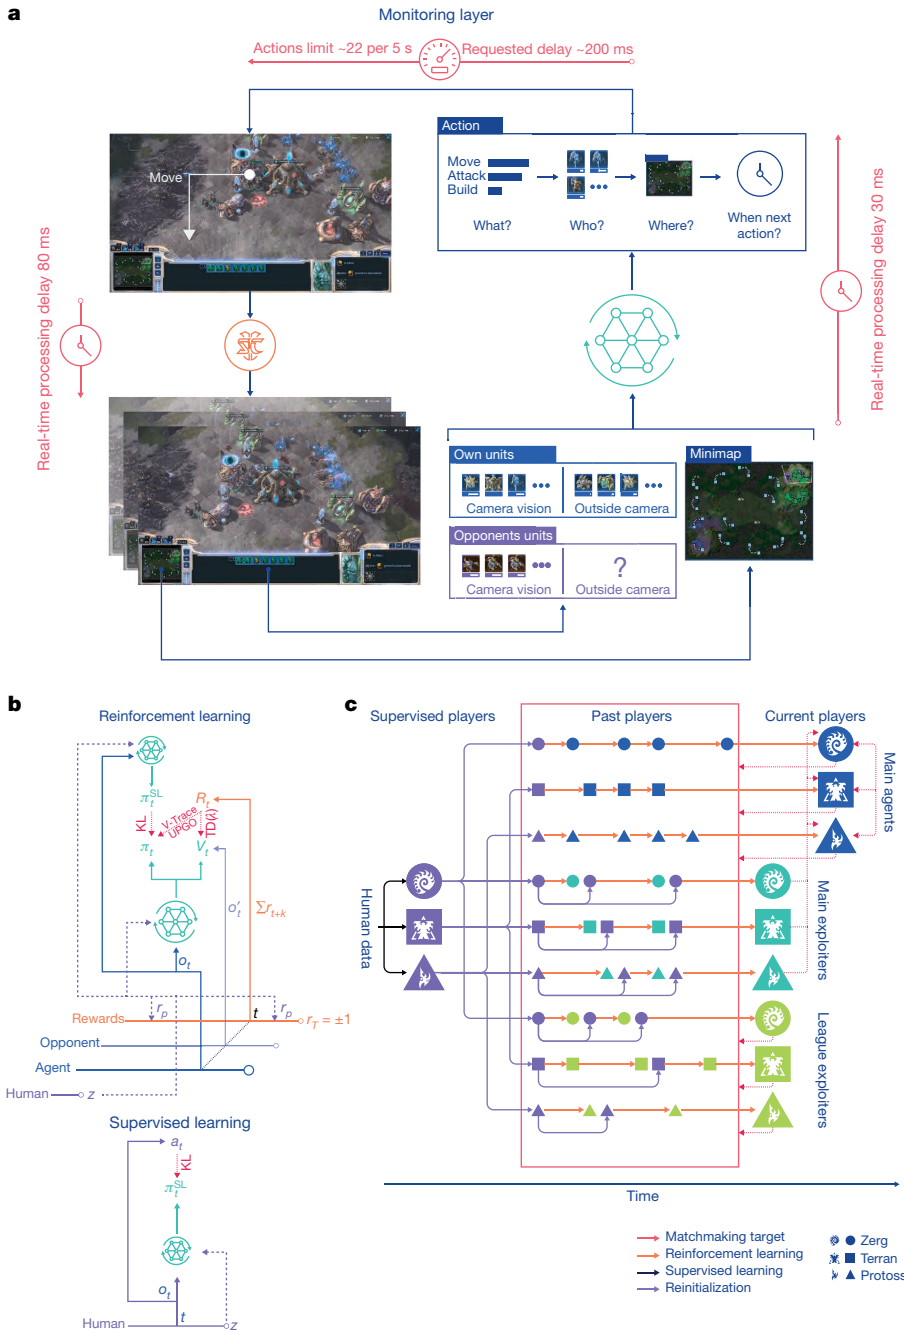 a
Monitoring layer
Actions limit ~22 per 5 s
Requested delay ~200 ms
Move
Action
Move
Attack
Build
What?
Who?
Where?
When next
action?
Real-time processing delay 80 ms
Real-time processing delay 30 ms
Own units
Camera vision
Outside camera
Minimap
Opponents units
?
Camera vision
Outside camera
b
Reinforcement learning
π_t^SL
R_t
KL
V-Trace
UPGO
TD(λ)
π_t
V_t
o′_t
Σr_{t+k}
o_t
r_p
t
r_p
Rewards
r_T = ±1
Opponent
Agent
Human
z
Supervised learning
a_t
KL
π_t^SL
o_t
t
Human
z
c
Supervised players
Past players
Current players
Human data
Main agents
Main exploiters
League exploiters
Time
Matchmaking target
Reinforcement learning
Supervised learning
Reinitialization
Zerg
Terran
Protoss